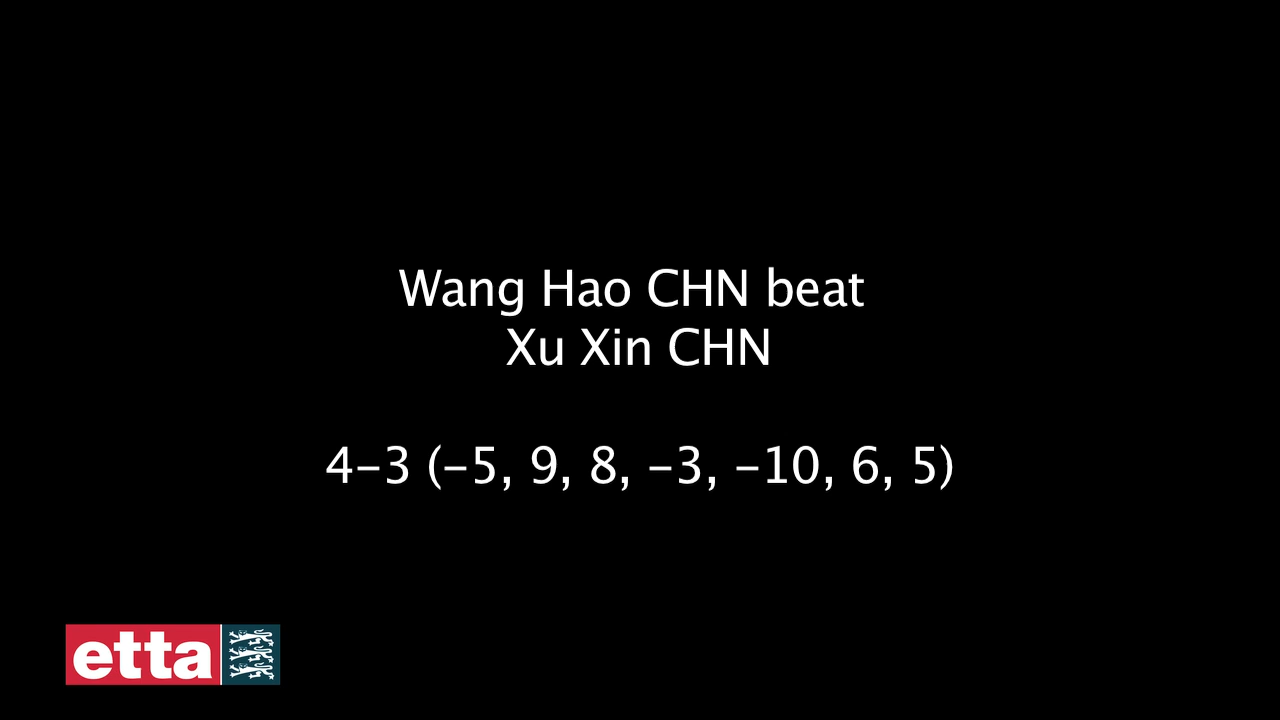 Wang Hao CHN beat
Xu Xin CHN
4-3 (-5, 9, 8, -3, -10, 6, 5)
etta